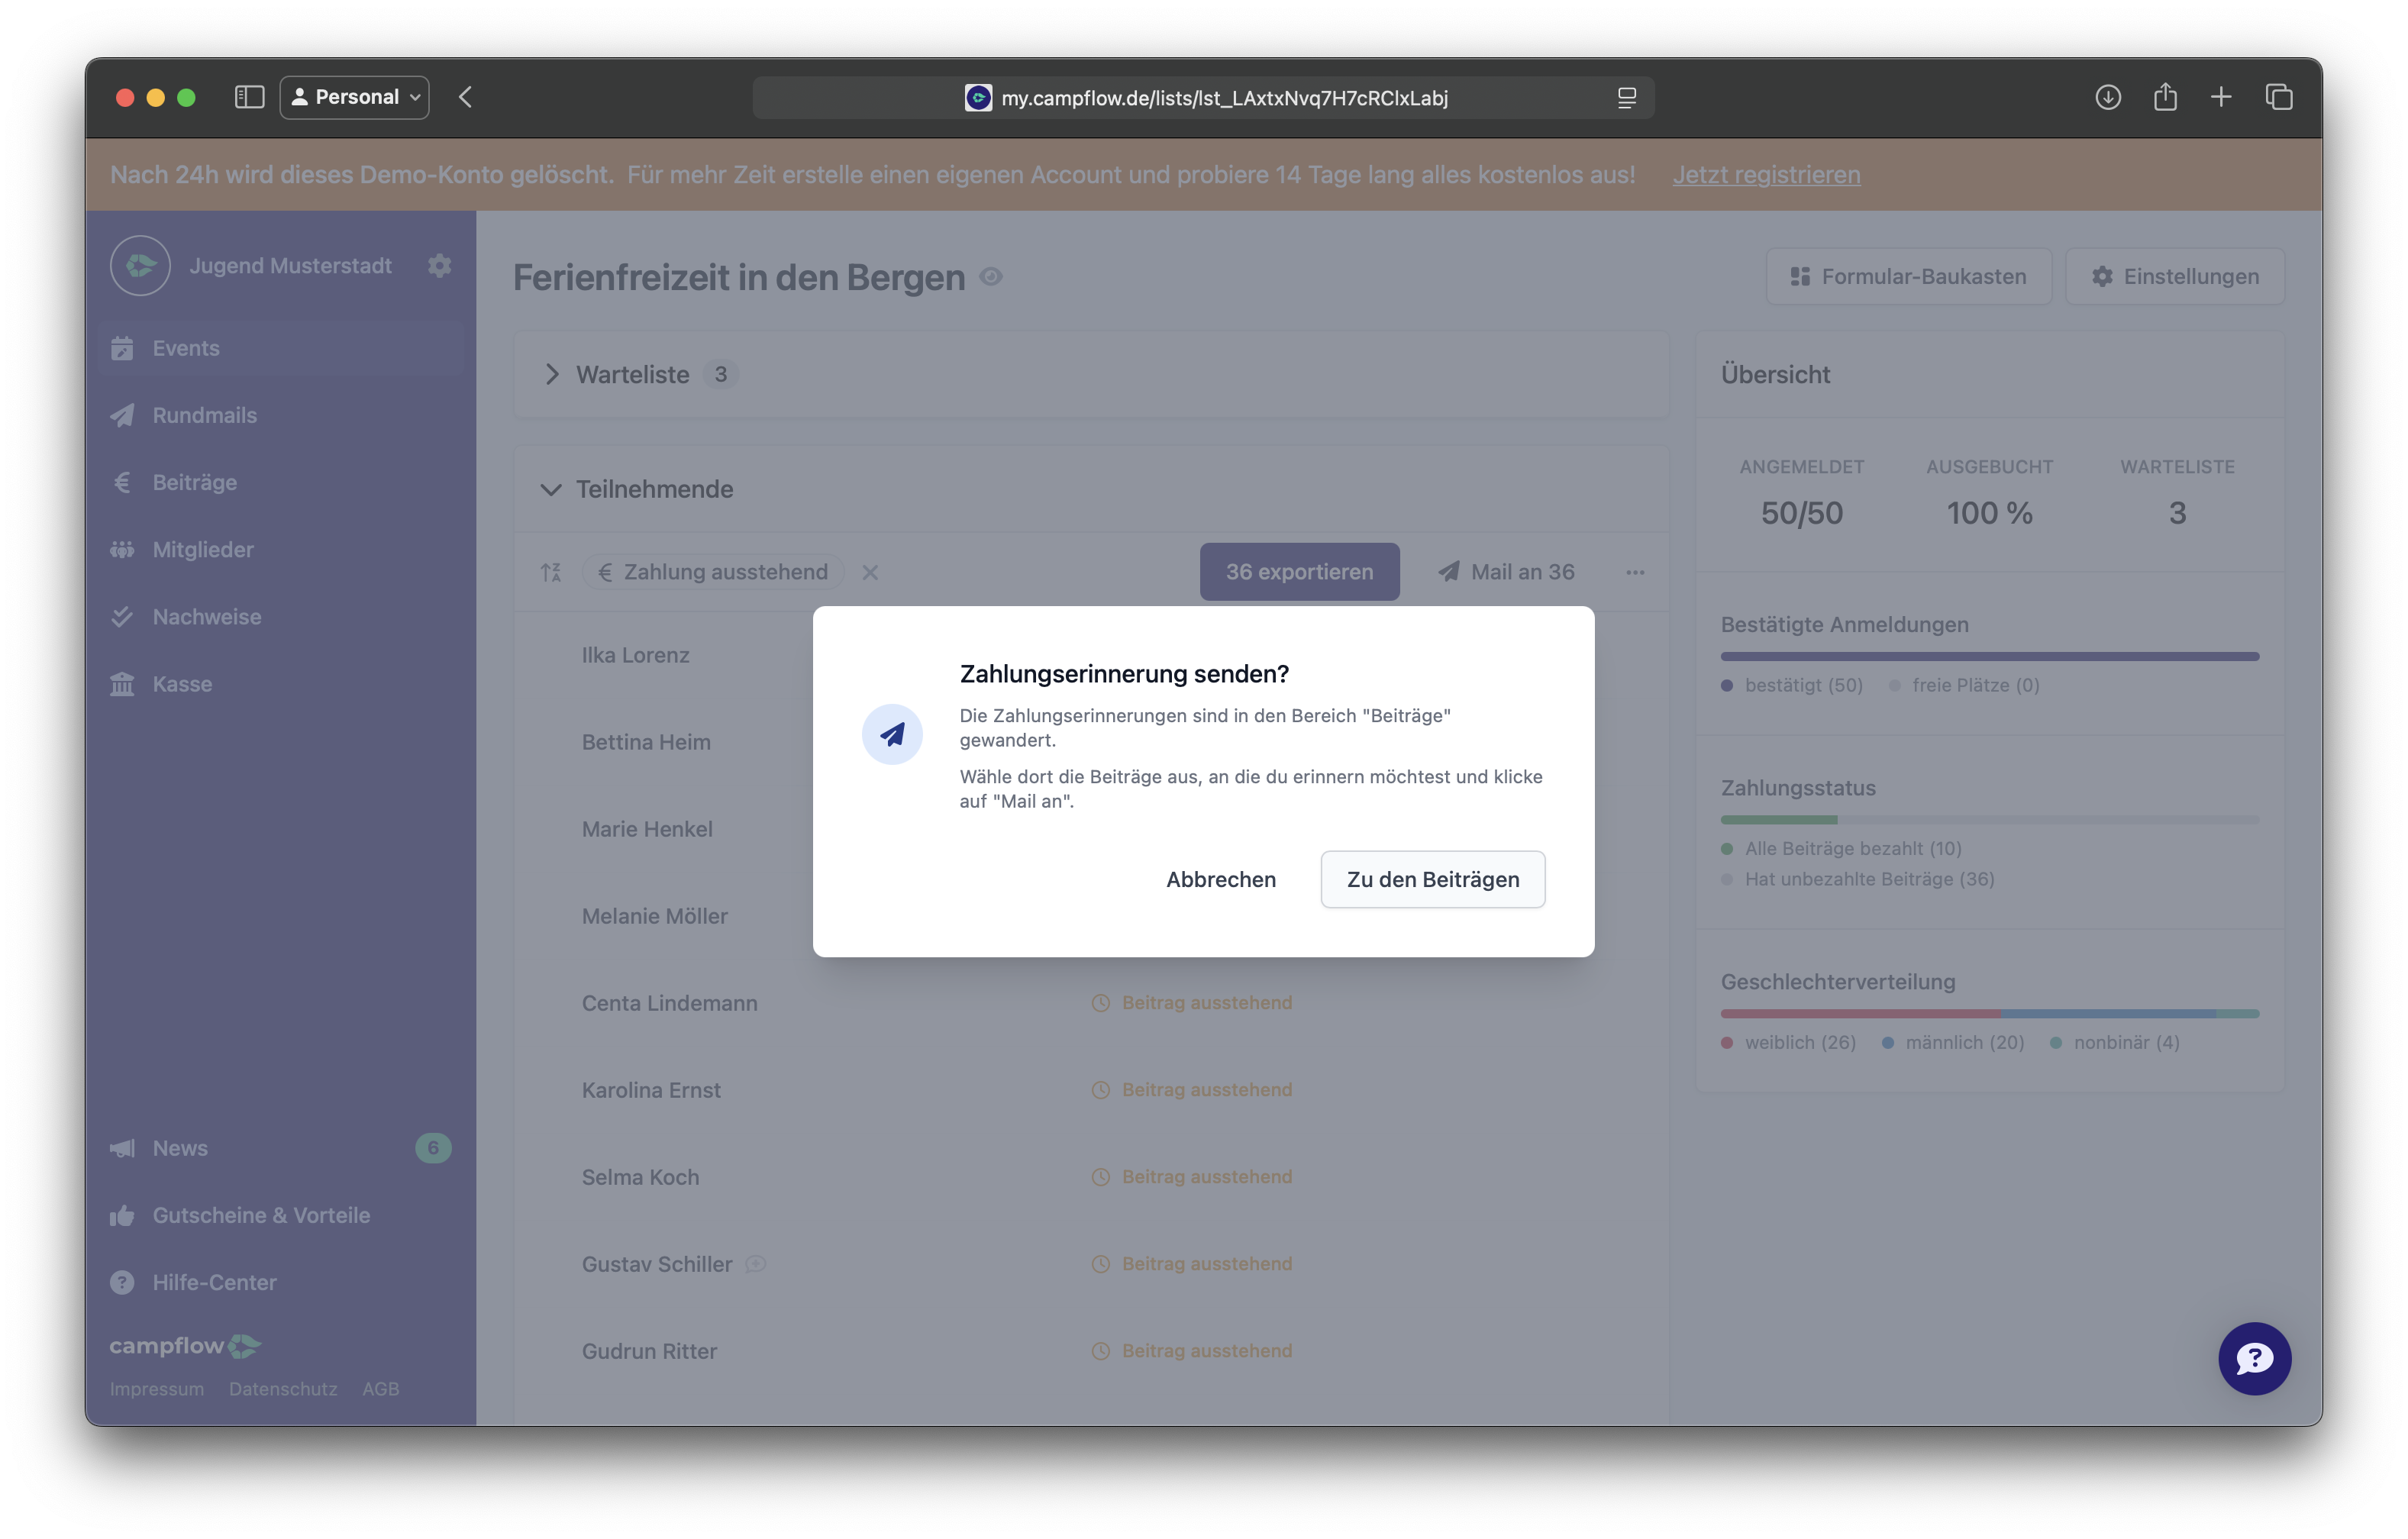 Personal
my.campflow.de/lists/lst_LAxtxNvq7H7cRClxLabj
Nach 24h wird dieses Demo-Konto gelöscht. Für mehr Zeit erstelle einen eigenen Account und probiere 14 Tage lang alles kostenlos aus! Jetzt registrieren
Jugend Musterstadt
Events
Rundmails
Beiträge
Mitglieder
Nachweise
Kasse
News 6
Gutscheine & Vorteile
Hilfe-Center
campflow
Impressum Datenschutz AGB
Ferienfreizeit in den Bergen
Formular-Baukasten
Einstellungen
Warteliste 3
Teilnehmende
Zahlung ausstehend
36 exportieren
Mail an 36
Ilka Lorenz
Bettina Heim
Marie Henkel
Melanie Möller
Centa Lindemann Beitrag ausstehend
Karolina Ernst Beitrag ausstehend
Selma Koch Beitrag ausstehend
Gustav Schiller Beitrag ausstehend
Gudrun Ritter Beitrag ausstehend
Zahlungserinnerung senden?
Die Zahlungserinnerungen sind in den Bereich "Beiträge"
gewandert.
Wähle dort die Beiträge aus, an die du erinnern möchtest und klicke
auf "Mail an".
Abbrechen
Zu den Beiträgen
Übersicht
ANGEMELDET AUSGEBUCHT WARTELISTE
50/50 100 % 3
Bestätigte Anmeldungen
bestätigt (50) freie Plätze (0)
Zahlungsstatus
Alle Beiträge bezahlt (10)
Hat unbezahlte Beiträge (36)
Geschlechterverteilung
weiblich (26) männlich (20) nonbinär (4)